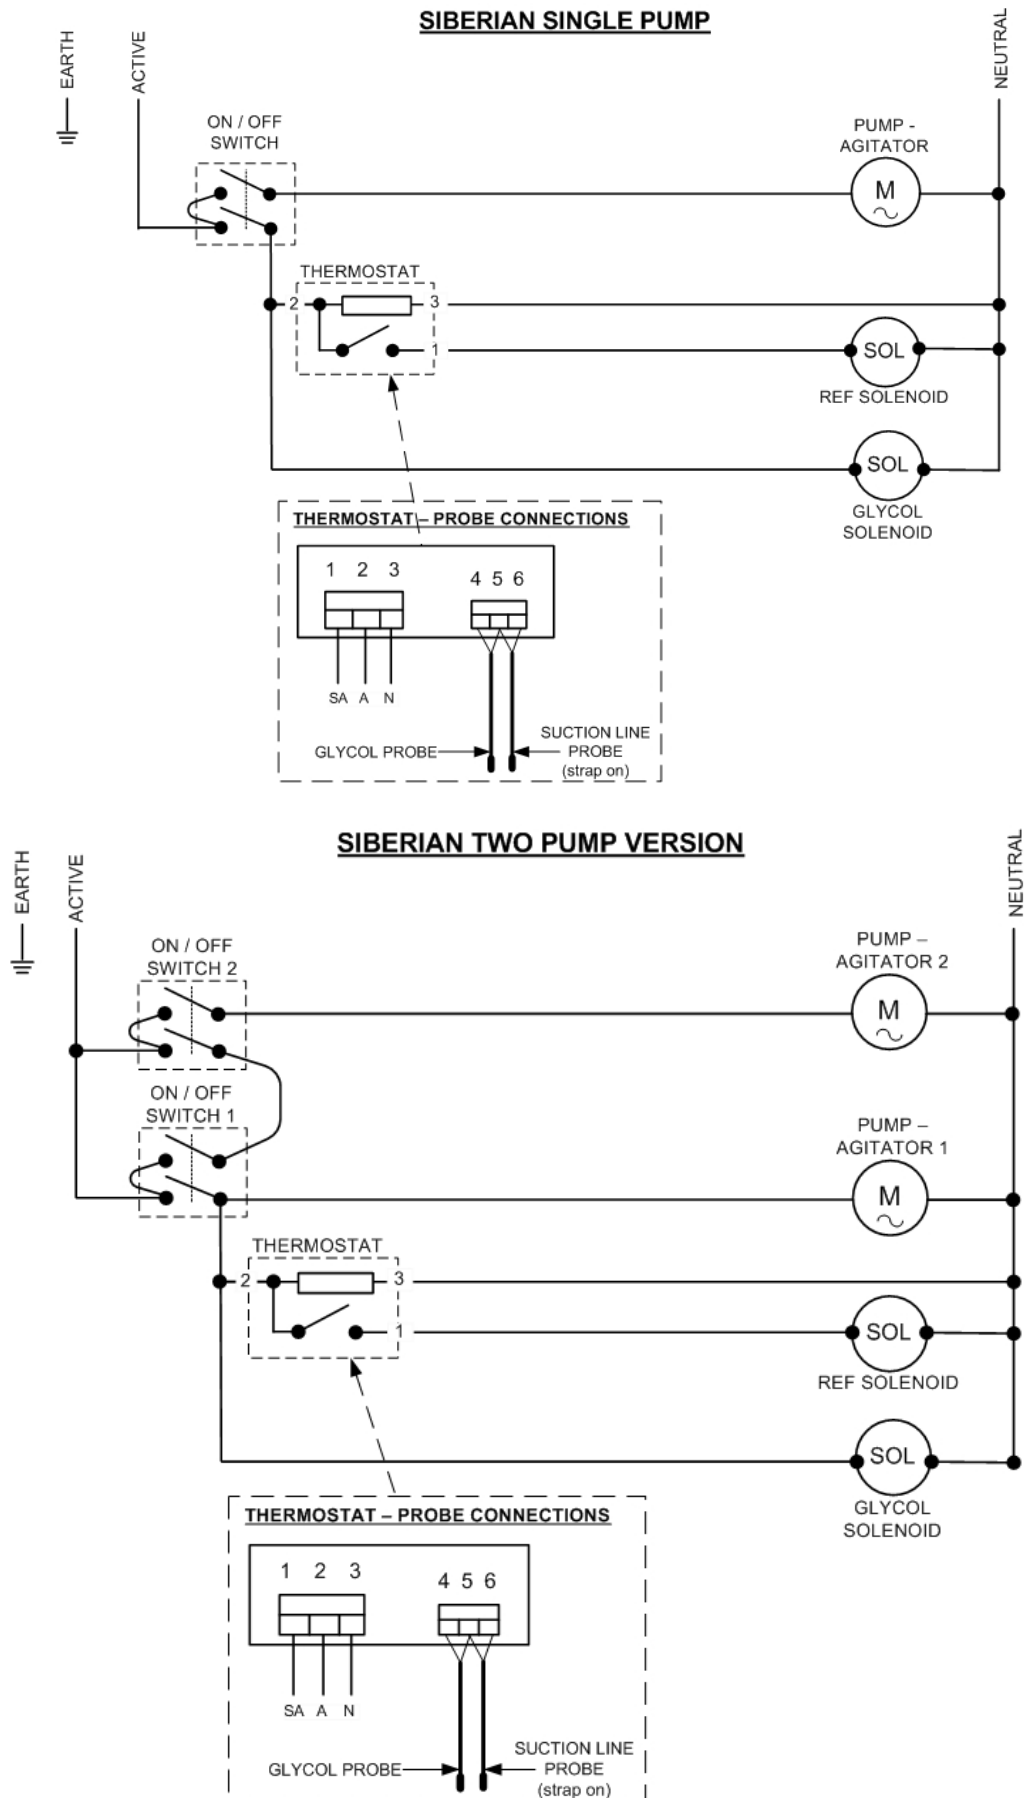 SIBERIAN SINGLE PUMP
EARTH
ACTIVE
NEUTRAL
ON / OFF
SWITCH
PUMP -
AGITATOR
M
THERMOSTAT
2
3
1
SOL
REF SOLENOID
SOL
GLYCOL
SOLENOID
THERMOSTAT – PROBE CONNECTIONS
1 2 3
4 5 6
SA A N
GLYCOL PROBE
SUCTION LINE
PROBE
(strap on)
SIBERIAN TWO PUMP VERSION
EARTH
ACTIVE
NEUTRAL
ON / OFF
SWITCH 2
PUMP –
AGITATOR 2
M
ON / OFF
SWITCH 1
PUMP –
AGITATOR 1
M
THERMOSTAT
2
3
1
SOL
REF SOLENOID
SOL
GLYCOL
SOLENOID
THERMOSTAT – PROBE CONNECTIONS
1 2 3
4 5 6
SA A N
GLYCOL PROBE
SUCTION LINE
PROBE
(strap on)